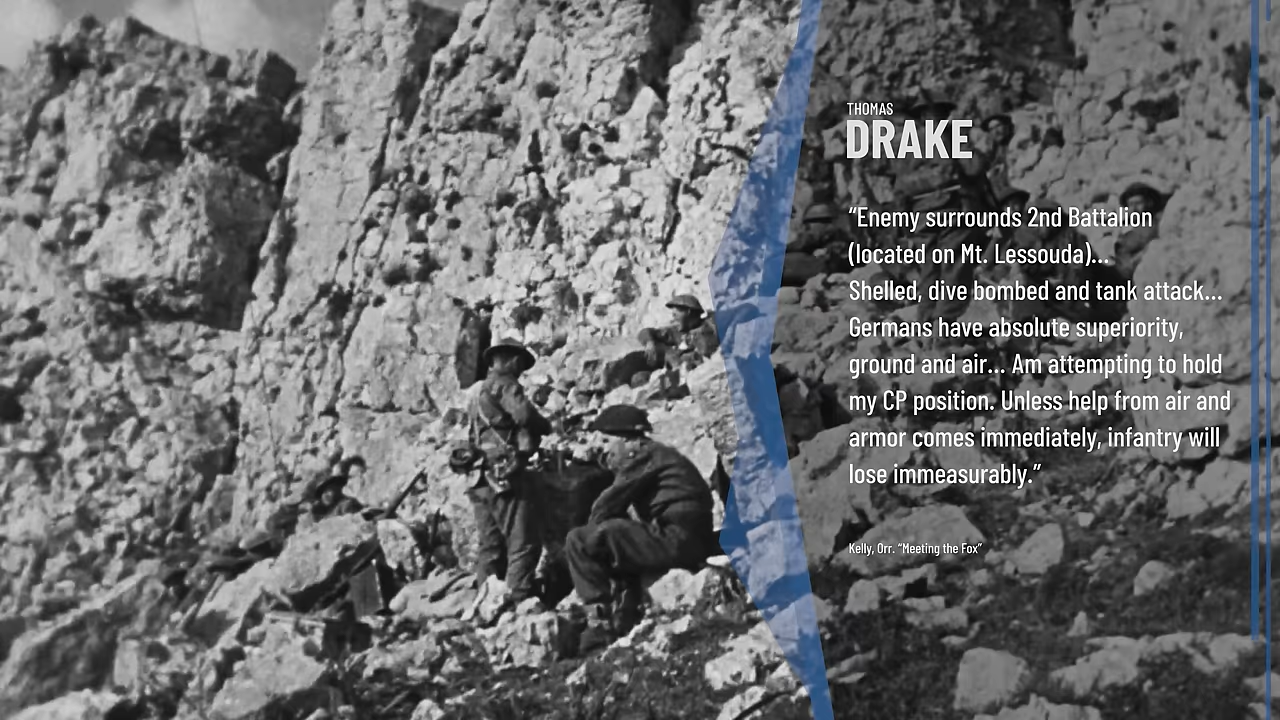 THOMAS
DRAKE
“Enemy surrounds 2nd Battalion
(located on Mt. Lessouda)...
Shelled, dive bombed and tank attack...
Germans have absolute superiority,
ground and air... Am attempting to hold
my CP position. Unless help from air and
armor comes immediately, infantry will
lose immeasurably.”
Kelly, Orr. “Meeting the Fox”